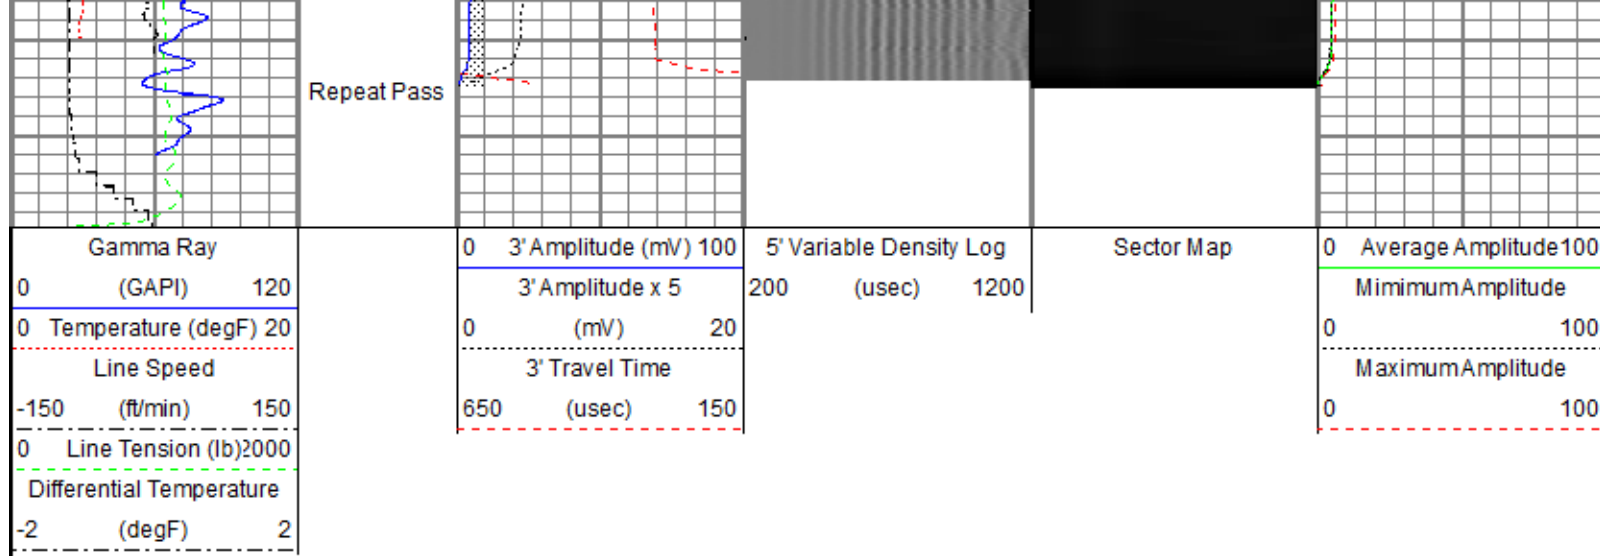 Repeat Pass
Gamma Ray
0 (GAPI) 120
0 Temperature (degF) 20
Line Speed
-150 (ft/min) 150
0 Line Tension (lb) 2000
Differential Temperature
-2 (degF) 2
0 3' Amplitude (mV) 100
3' Amplitude x 5
0 (mV) 20
3' Travel Time
650 (usec) 150
5' Variable Density Log
200 (usec) 1200
Sector Map
0 Average Amplitude 100
Mimimum Amplitude
0 100
Maximum Amplitude
0 100